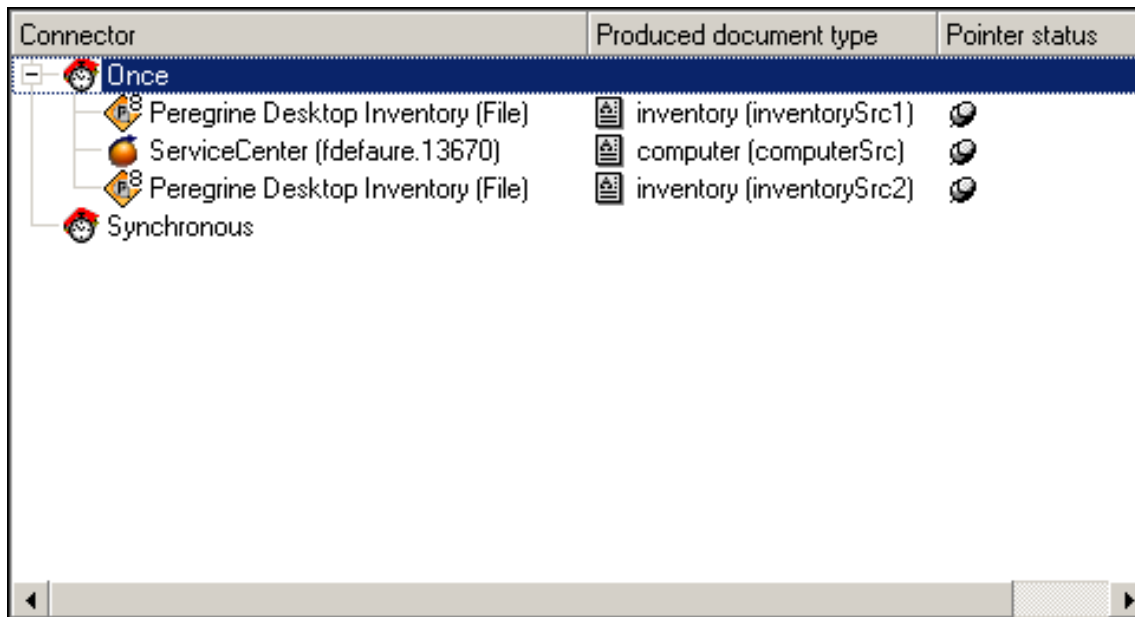 Connector Produced document type Pointer status
Once
Peregrine Desktop Inventory (File) inventory (inventorySrc1)
ServiceCenter (fdefaure.13670) computer (computerSrc)
Peregrine Desktop Inventory (File) inventory (inventorySrc2)
Synchronous